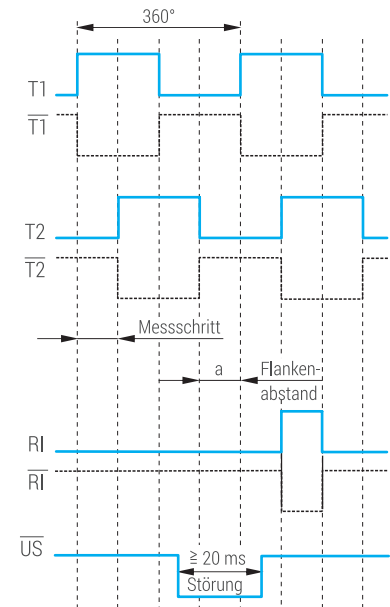 360°
T1
T1
T2
T2
Messschritt
a
Flanken-
abstand
RI
RI
US
≧ 20 ms
Störung